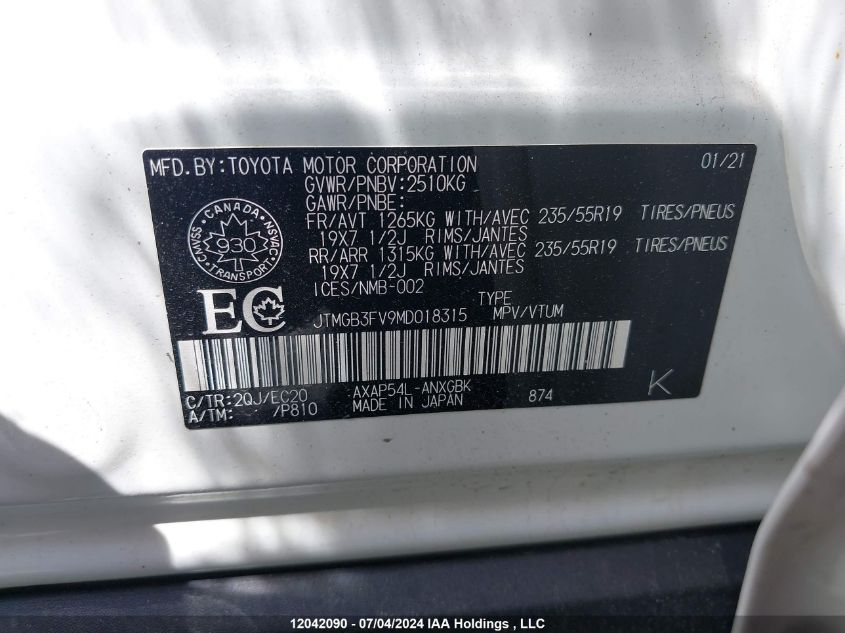 MFD.BY:TOYOTA MOTOR CORPORATION 01/21
GVWR/PNBV:2510KG
GAWR/PNBE:
FR/AVT 1265KG WITH/AVEC 235/55R19 TIRES/PNEUS
19X7 1/2J RIMS/JANTES
RR/ARR 1315KG WITH/AVEC 235/55R19 TIRES/PNEUS
19X7 1/2J RIMS/JANTES
ICES/NMB-002
CANADA
CMVSS 930 NSVAC
TRANSPORT
EC
TYPE
JTMGB3FV9MD018315 MPV/VTUM
C/TR:2QJ/EC20 AXAP54L-ANXGBK 874 K
A/TM: /P810 MADE IN JAPAN
12042090 - 07/04/2024 IAA Holdings , LLC